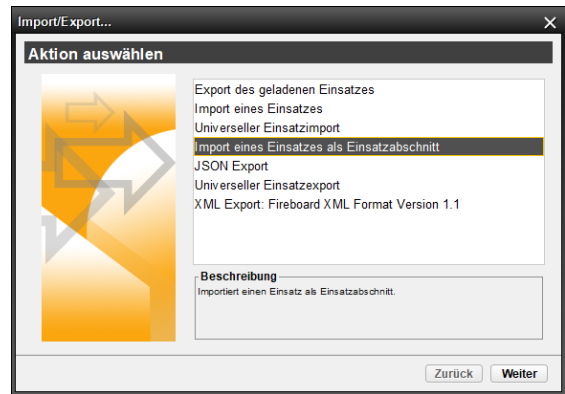 Import/Export...
Aktion auswählen
Export des geladenen Einsatzes
Import eines Einsatzes
Universeller Einsatzimport
Import eines Einsatzes als Einsatzabschnitt
JSON Export
Universeller Einsatzexport
XML Export: Fireboard XML Format Version 1.1
Beschreibung
Importiert einen Einsatz als Einsatzabschnitt.
Zurück Weiter